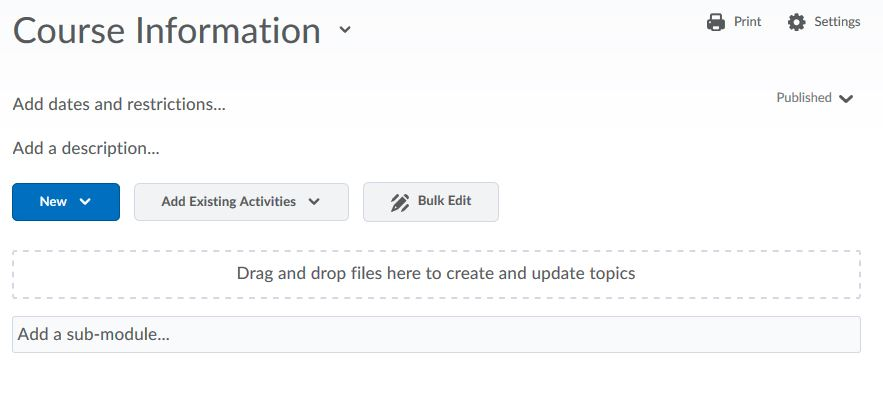 Course Information
Print
Settings
Add dates and restrictions...
Published
Add a description...
New
Add Existing Activities
Bulk Edit
Drag and drop files here to create and update topics
Add a sub-module...